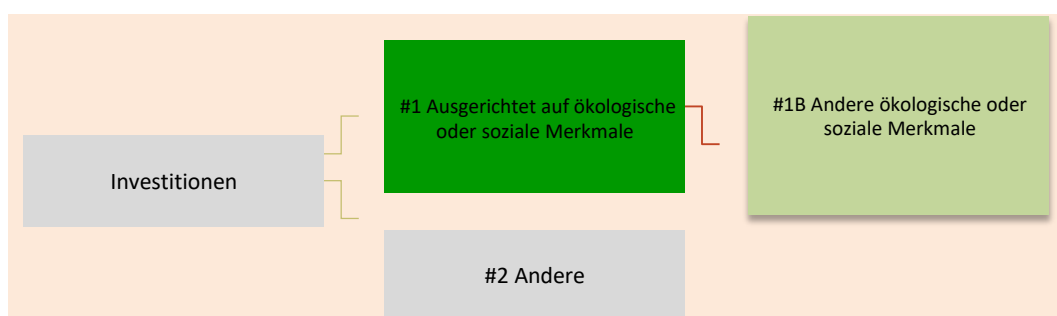 Investitionen
#1 Ausgerichtet auf ökologische
oder soziale Merkmale
#1B Andere ökologische oder
soziale Merkmale
#2 Andere